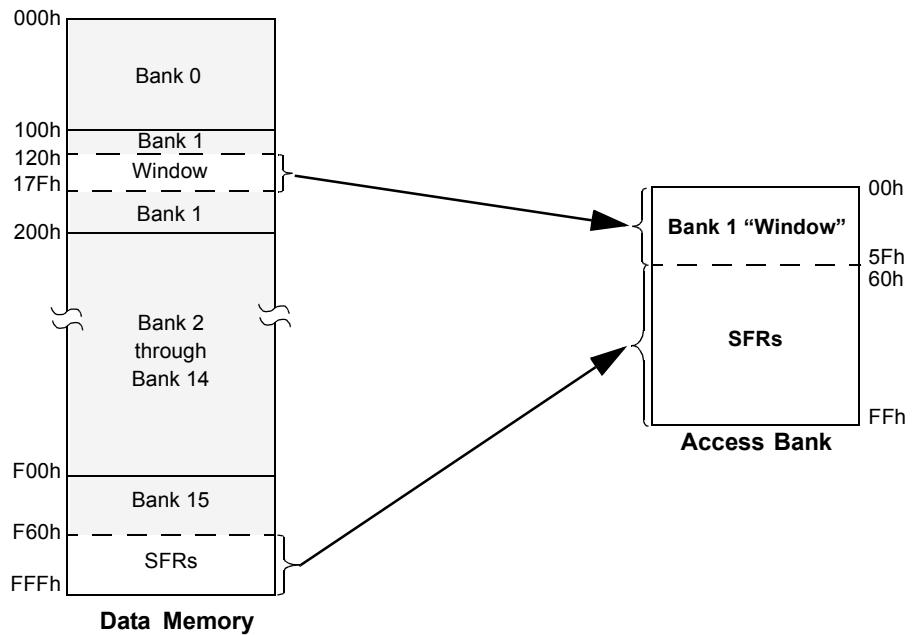 000h
Bank 0
100h
Bank 1
120h
Window
17Fh
Bank 1
200h
Bank 2
through
Bank 14
F00h
Bank 15
F60h
SFRs
FFFh
Data Memory
00h
Bank 1 “Window”
5Fh
60h
SFRs
FFh
Access Bank